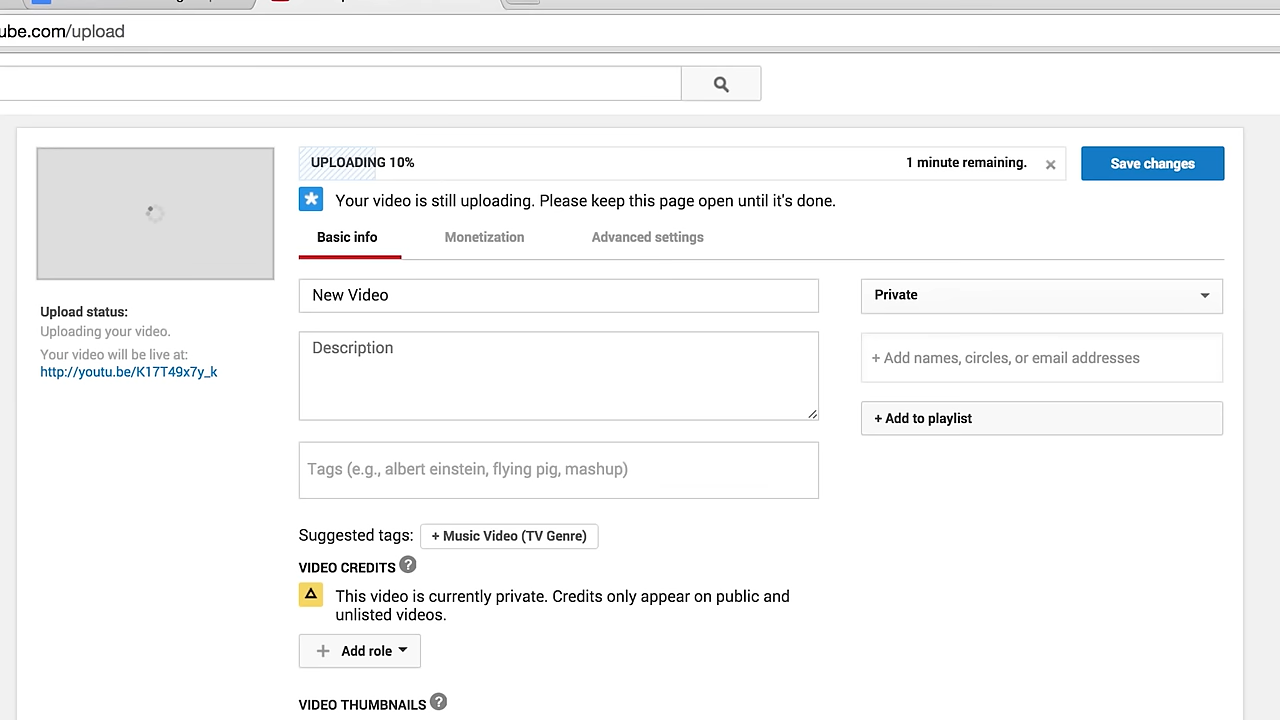 ube.com/upload
UPLOADING 10%
1 minute remaining.
Save changes
Your video is still uploading. Please keep this page open until it's done.
Basic info
Monetization
Advanced settings
New Video
Private
Description
+ Add names, circles, or email addresses
+ Add to playlist
Upload status:
Uploading your video.
Your video will be live at:
http://youtu.be/K17T49x7y_k
Tags (e.g., albert einstein, flying pig, mashup)
Suggested tags:
+ Music Video (TV Genre)
VIDEO CREDITS ?
This video is currently private. Credits only appear on public and
unlisted videos.
+ Add role
VIDEO THUMBNAILS ?